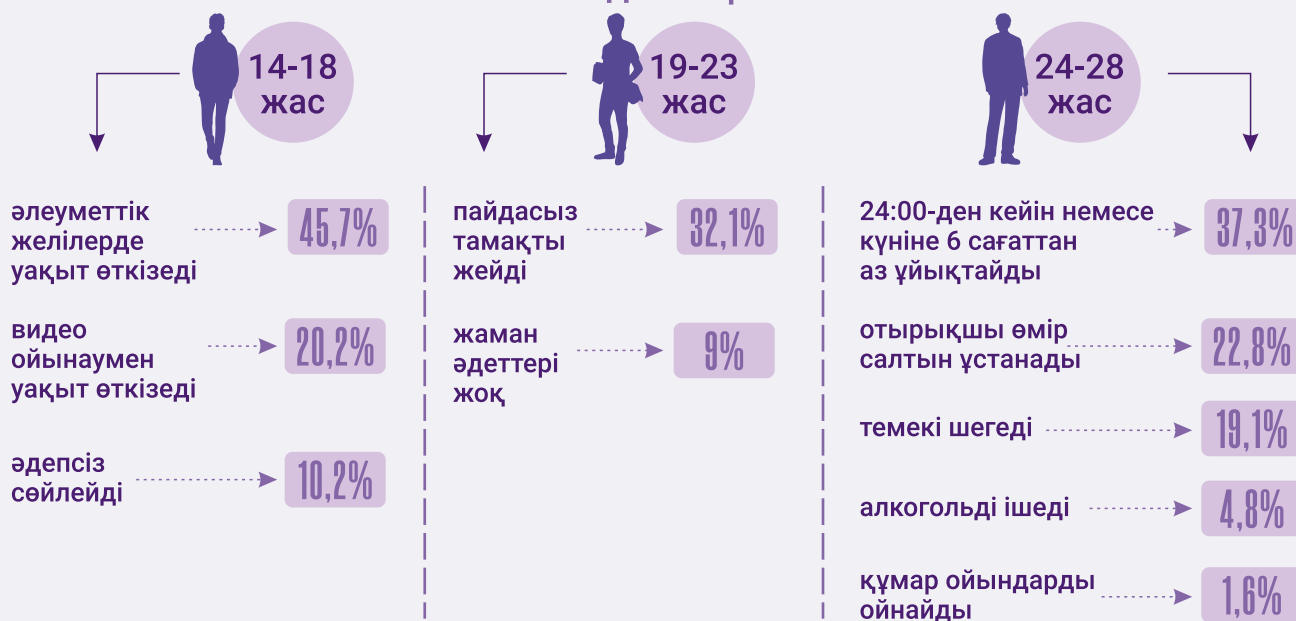 14-18
жас
әлеуметтік
желілерде
уақыт өткізеді
45,7%
видео
ойынаумен
уақыт өткізеді
20,2%
әдепсіз
сөйлейді
10,2%
19-23
жас
пайдасыз
тамақты
жейді
32,1%
жаман
әдеттері
жоқ
9%
24-28
жас
24:00-ден кейін немесе
күніне 6 сағаттан
аз ұйықтайды
37,3%
отырықшы өмір
салтын ұстанады
22,8%
темекі шегеді
19,1%
алкогольді ішеді
4,8%
құмар ойындарды
ойнайды
1,6%